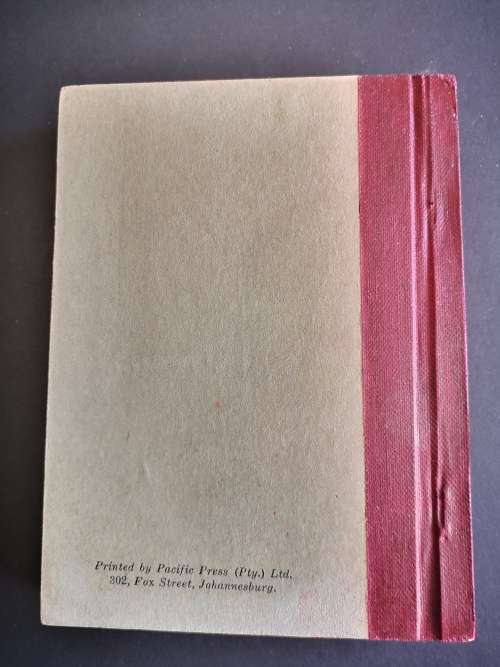 Printed by Pacific Press (Pty.) Ltd.
302, Fox Street, Johannesburg.